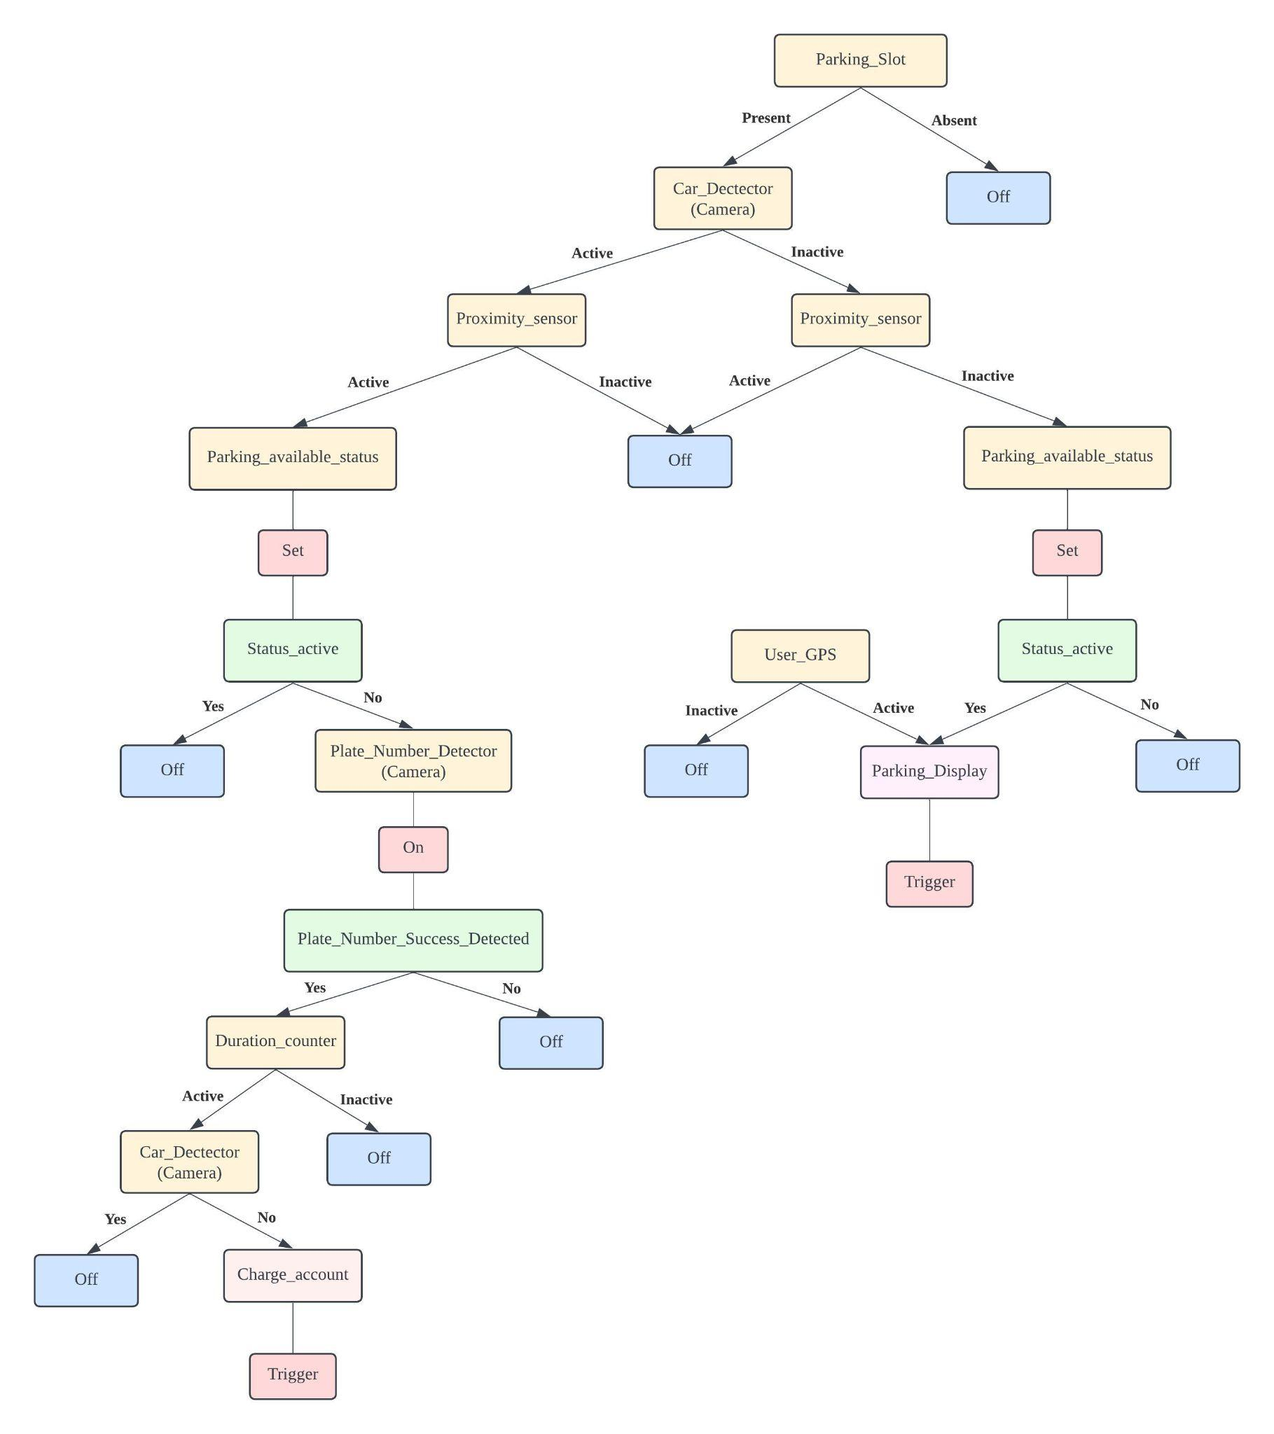 Parking_Slot
Present
Absent
Car_Dectector
(Camera)
Off
Active
Inactive
Proximity_sensor
Proximity_sensor
Active
Inactive
Active
Inactive
Parking_available_status
Off
Parking_available_status
Set
Set
Status_active
User_GPS
Status_active
Yes
No
Inactive
Active
Yes
No
Off
Plate_Number_Detector
(Camera)
Off
Parking_Display
Off
On
Trigger
Plate_Number_Success_Detected
Yes
No
Duration_counter
Off
Active
Inactive
Car_Dectector
(Camera)
Off
Yes
No
Off
Charge_account
Trigger